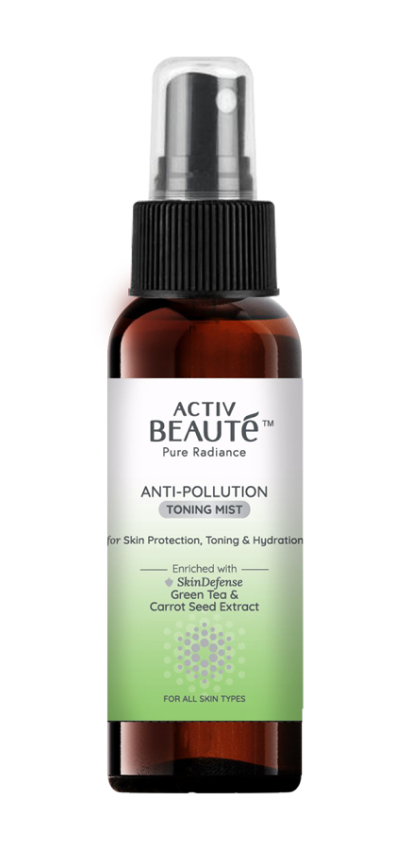 ACTIV
BEAUTé™
Pure Radiance
ANTI-POLLUTION
TONING MIST
for Skin Protection, Toning & Hydration
Enriched with
SkinDefense
Green Tea &
Carrot Seed Extract
FOR ALL SKIN TYPES